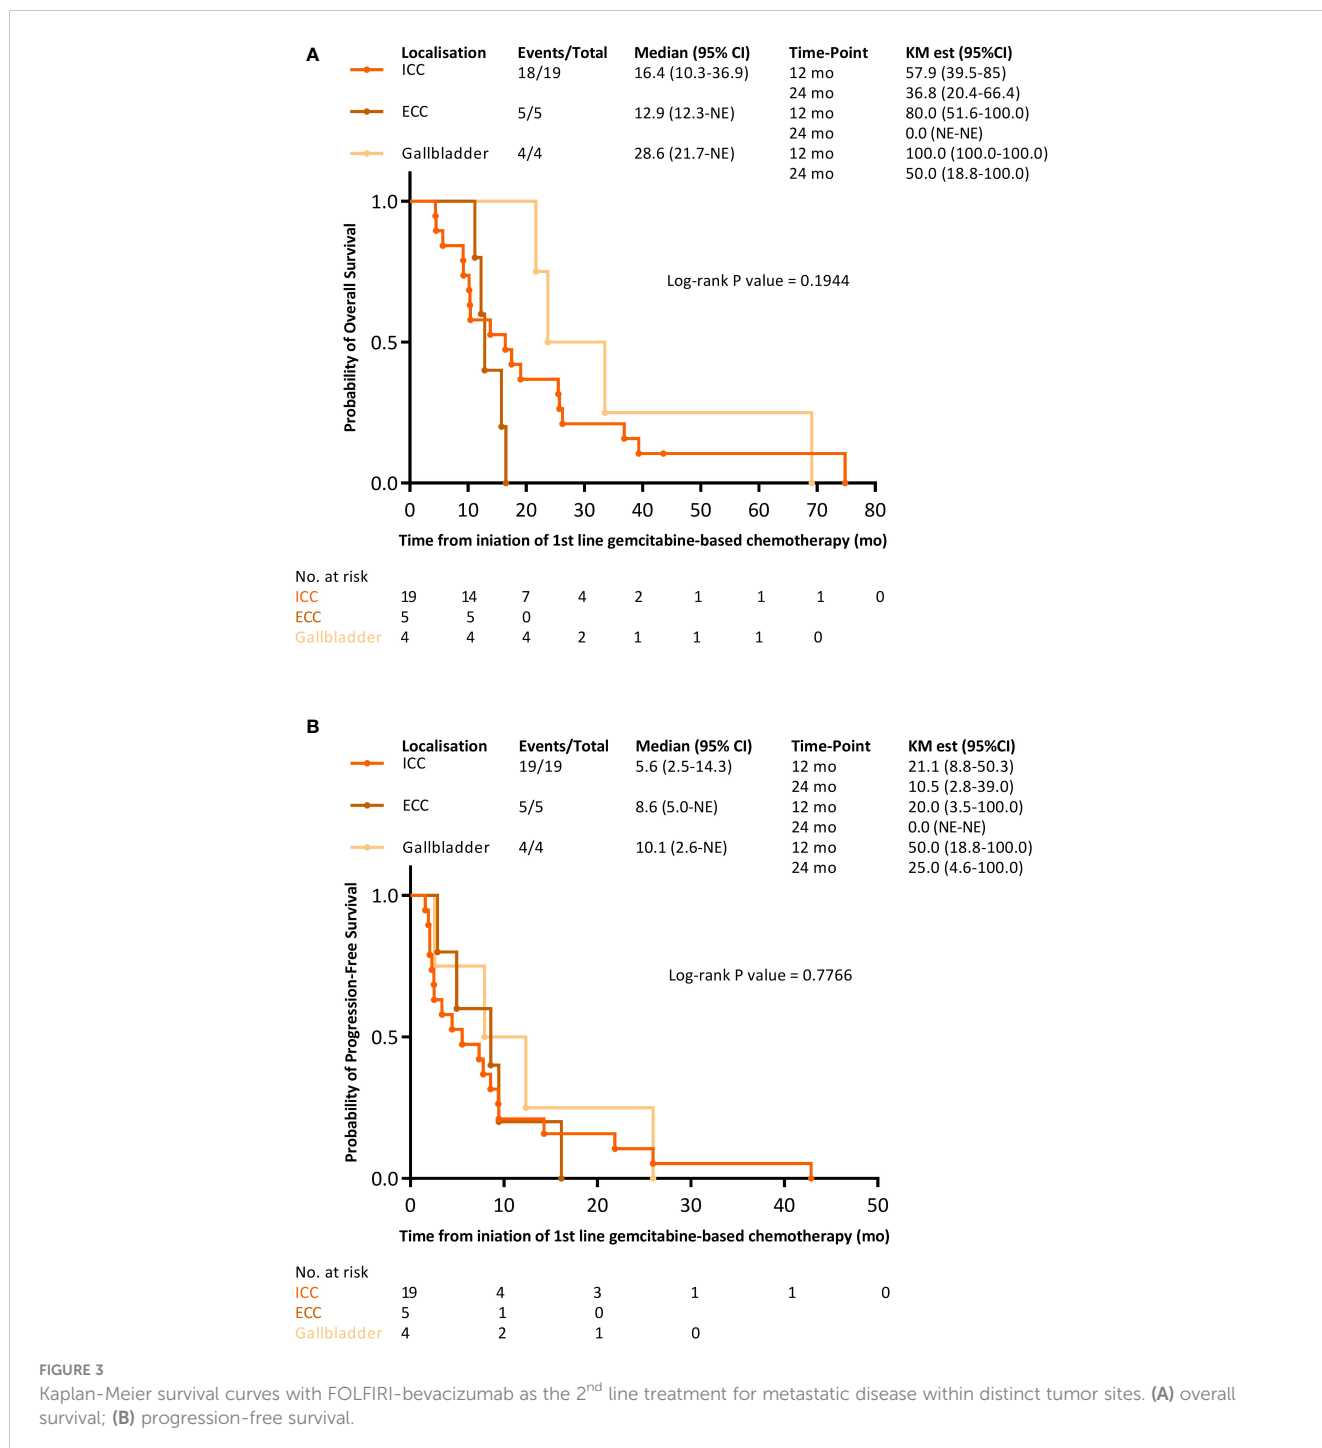 A
Localisation Events/Total Median (95% CI) Time-Point KM est (95%CI)
ICC 18/19 16.4 (10.3-36.9) 12 mo 57.9 (39.5-85)
24 mo 36.8 (20.4-66.4)
ECC 5/5 12.9 (12.3-NE) 12 mo 80.0 (51.6-100.0)
24 mo 0.0 (NE-NE)
Gallbladder 4/4 28.6 (21.7-NE) 12 mo 100.0 (100.0-100.0)
24 mo 50.0 (18.8-100.0)
Probability of Overall Survival
1.0
0.5
0.0
Log-rank P value = 0.1944
0 10 20 30 40 50 60 70 80
Time from iniation of 1st line gemcitabine-based chemotherapy (mo)
No. at risk
ICC 19 14 7 4 2 1 1 1 0
ECC 5 5 0
Gallbladder 4 4 4 2 1 1 1 0
B
Localisation Events/Total Median (95% CI) Time-Point KM est (95%CI)
ICC 19/19 5.6 (2.5-14.3) 12 mo 21.1 (8.8-50.3)
24 mo 10.5 (2.8-39.0)
ECC 5/5 8.6 (5.0-NE) 12 mo 20.0 (3.5-100.0)
24 mo 0.0 (NE-NE)
Gallbladder 4/4 10.1 (2.6-NE) 12 mo 50.0 (18.8-100.0)
24 mo 25.0 (4.6-100.0)
Probability of Progression-Free Survival
1.0
0.5
0.0
Log-rank P value = 0.7766
0 10 20 30 40 50
Time from iniation of 1st line gemcitabine-based chemotherapy (mo)
No. at risk
ICC 19 4 3 1 1 0
ECC 5 1 0
Gallbladder 4 2 1 0
FIGURE 3
Kaplan-Meier survival curves with FOLFIRI-bevacizumab as the 2nd line treatment for metastatic disease within distinct tumor sites. (A) overall
survival; (B) progression-free survival.